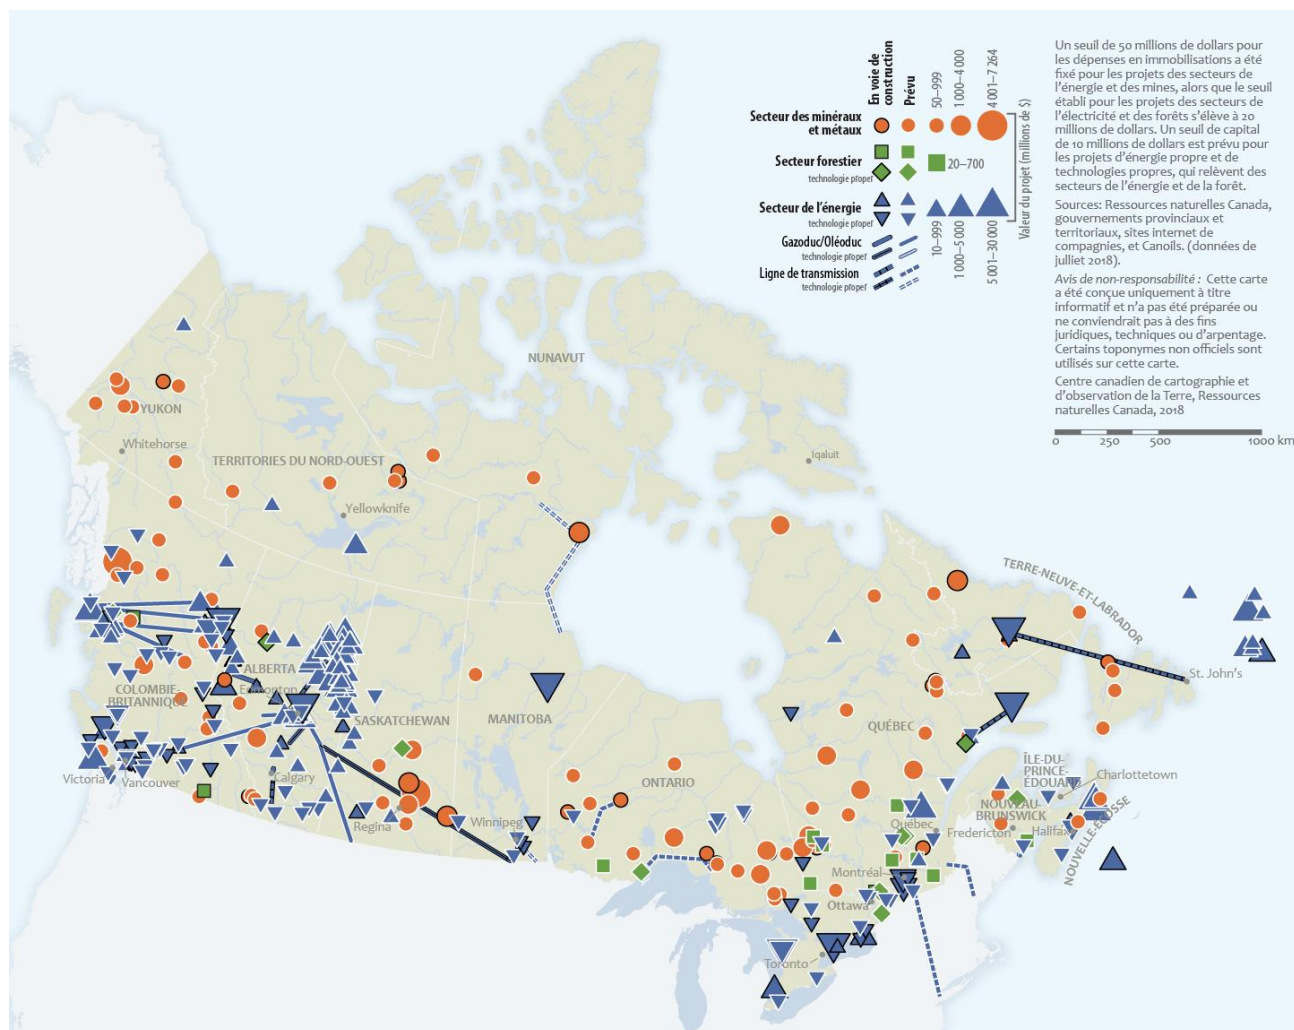 En voie de
construction
Prévu
50–999
1 000–4 000
4 001–7 264
Secteur des minéraux
et métaux
Secteur forestier
technologie propre†
20–700
Secteur de l’énergie
technologie propre†
Gazoduc/Oléoduc
technologie propre†
Ligne de transmission
technologie propre†
10–999
1 000–5 000
5 001–30 000
Valeur du projet (millions de $)
Un seuil de 50 millions de dollars pour
les dépenses en immobilisations a été
fixé pour les projets des secteurs de
l’énergie et des mines, alors que le seuil
établi pour les projets des secteurs de
l’électricité et des forêts s’élève à 20
millions de dollars. Un seuil de capital
de 10 millions de dollars est prévu pour
les projets d’énergie propre et de
technologies propres, qui relèvent des
secteurs de l’énergie et de la forêt.
Sources: Ressources naturelles Canada,
gouvernements provinciaux et
territoriaux, sites internet de
compagnies, et Canoils. (données de
julliet 2018).
Avis de non-responsabilité : Cette carte
a été conçue uniquement à titre
informatif et n’a pas été préparée ou
ne conviendrait pas à des fins
juridiques, techniques ou d’arpentage.
Certains toponymes non officiels sont
utilisés sur cette carte.
Centre canadien de cartographie et
d’observation de la Terre, Ressources
naturelles Canada, 2018
0 250 500 1000 km
NUNAVUT
YUKON
Whitehorse
TERRITORIES DU NORD-OUEST
Iqaluit
Yellowknife
TERRE-NEUVE-ET-LABRADOR
St. John’s
ALBERTA
Edmonton
COLOMBIE-
BRITANNIQUE
SASKATCHEWAN
MANITOBA
QUÉBEC
ONTARIO
Victoria
Vancouver
Calgary
Regina
Winnipeg
ÎLE-DU-
PRINCE-
ÉDOUARD
Charlottetown
NOUVEAU-
BRUNSWICK
Fredericton
Halifax
NOUVELLE-ÉCOSSE
Québec
Montréal
Ottawa
Toronto